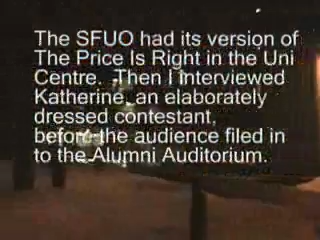 The SFUO had its version of
The Price Is Right in the Uni
Centre.  Then I interviewed
Katherine, an elaborately
dressed contestant,
before the audience filed in
to the Alumni Auditorium.